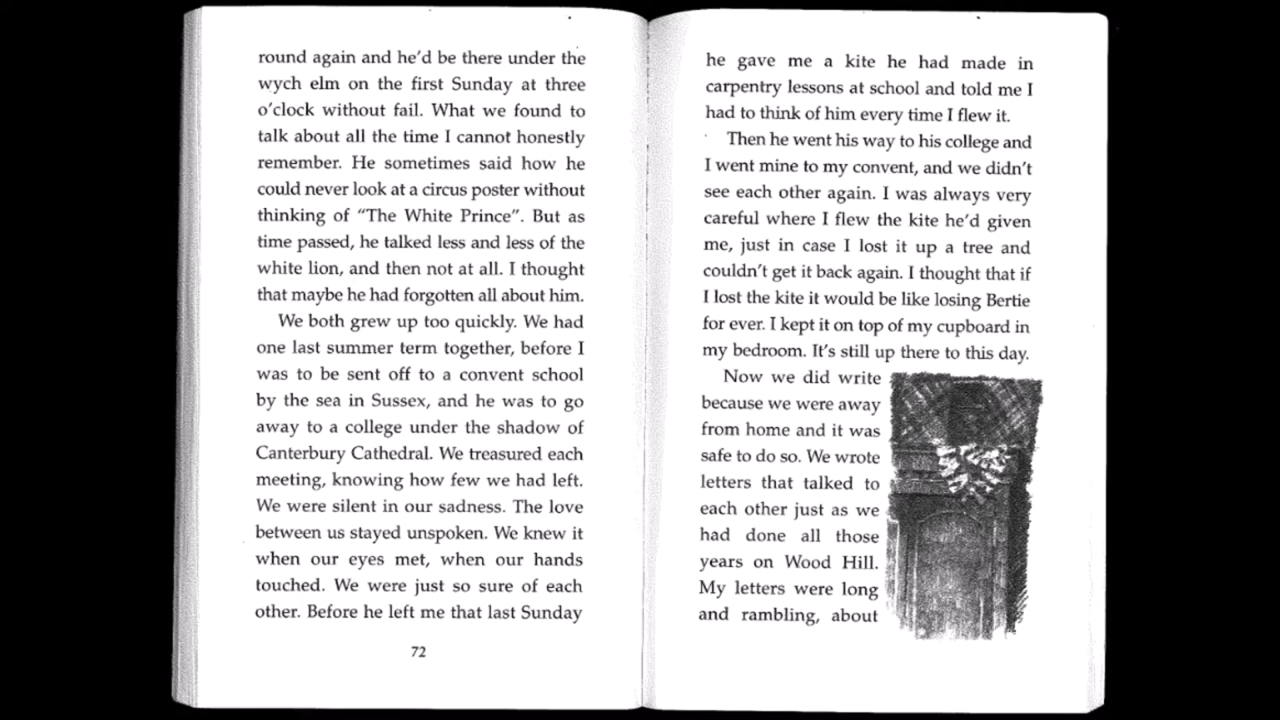 round again and he'd be there under the
wych elm on the first Sunday at three
o'clock without fail. What we found to
talk about all the time I cannot honestly
remember. He sometimes said how he
could never look at a circus poster without
thinking of "The White Prince". But as
time passed, he talked less and less of the
white lion, and then not at all. I thought
that maybe he had forgotten all about him.
We both grew up too quickly. We had
one last summer term together, before I
was to be sent off to a convent school
by the sea in Sussex, and he was to go
away to a college under the shadow of
Canterbury Cathedral. We treasured each
meeting, knowing how few we had left.
We were silent in our sadness. The love
between us stayed unspoken. We knew it
when our eyes met, when our hands
touched. We were just so sure of each
other. Before he left me that last Sunday
72
he gave me a kite he had made in
carpentry lessons at school and told me I
had to think of him every time I flew it.
Then he went his way to his college and
I went mine to my convent, and we didn't
see each other again. I was always very
careful where I flew the kite he'd given
me, just in case I lost it up a tree and
couldn't get it back again. I thought that if
I lost the kite it would be like losing Bertie
for ever. I kept it on top of my cupboard in
my bedroom. It's still up there to this day.
Now we did write
because we were away
from home and it was
safe to do so. We wrote
letters that talked to
each other just as we
had done all those
years on Wood Hill.
My letters were long
and rambling, about